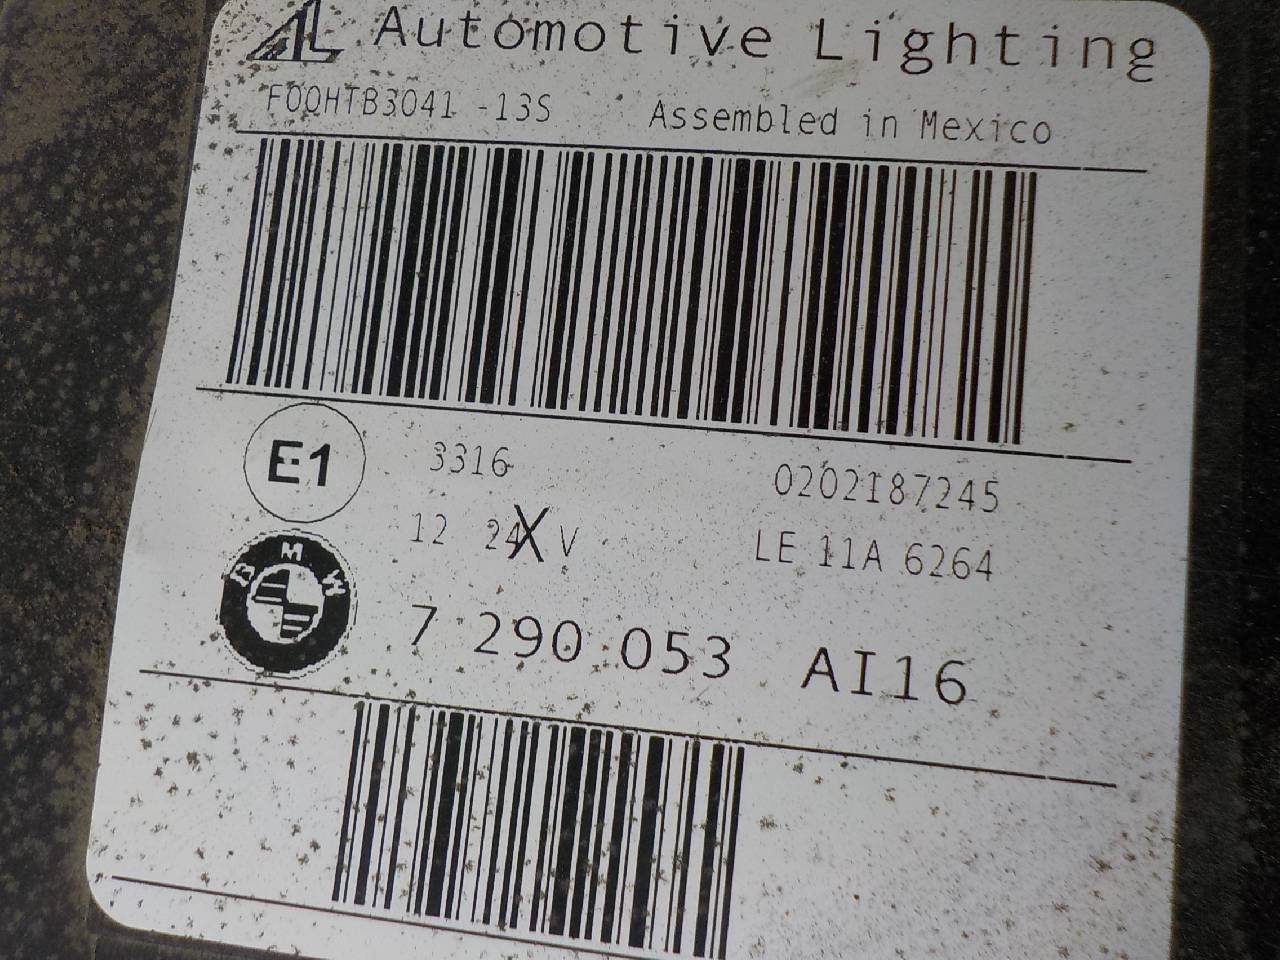 AL Automotive Lighting
F00HTB3041 -13S Assembled in Mexico
E1 3316 0202187245
12 24X V LE 11A 6264
BMW 7 290 053 AI16